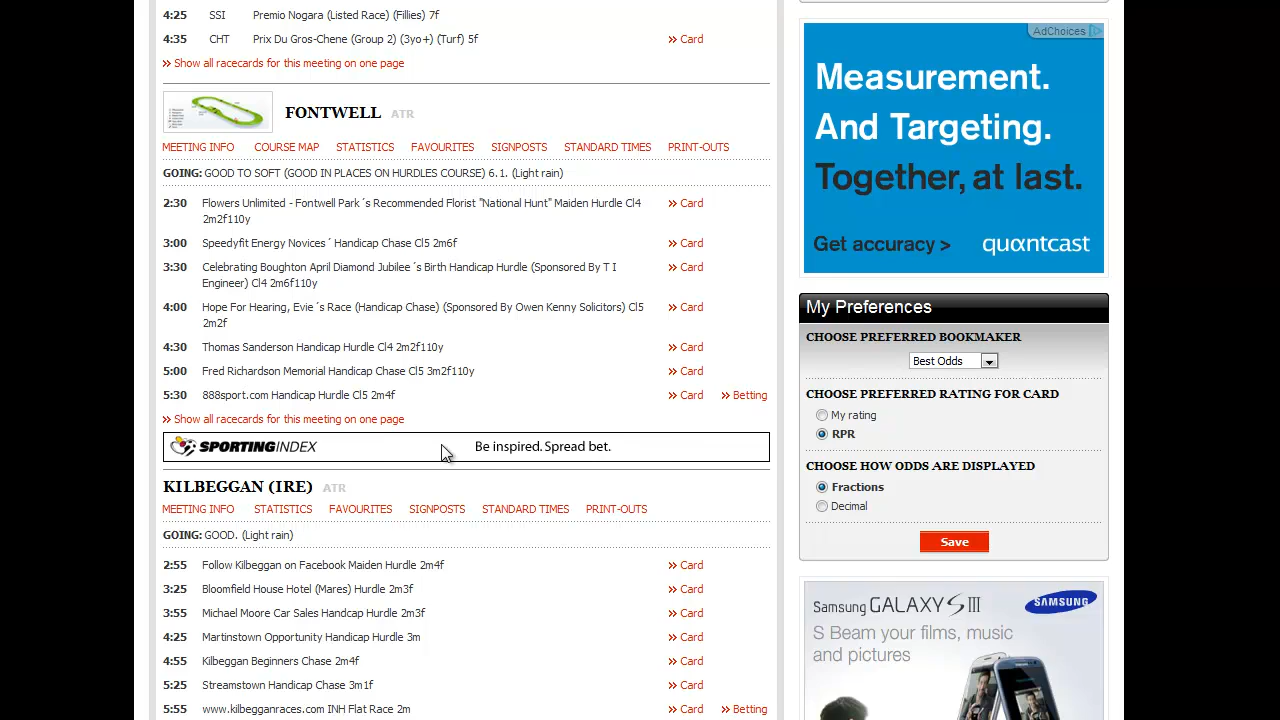 4:25 SSI Premio Nogara (Listed Race) (Fillies) 7f
4:35 CHT Prix Du Gros-Chene (Group 2) (3yo+) (Turf) 5f >> Card
>> Show all racecards for this meeting on one page
FONTWELL ATR
MEETING INFO COURSE MAP STATISTICS FAVOURITES SIGNPOSTS STANDARD TIMES PRINT-OUTS
GOING: GOOD TO SOFT (GOOD IN PLACES ON HURDLES COURSE) 6.1. (Light rain)
2:30 Flowers Unlimited - Fontwell Park ´s Recommended Florist "National Hunt" Maiden Hurdle Cl4 >> Card
2m2f110y
3:00 Speedyfit Energy Novices ´ Handicap Chase Cl5 2m6f >> Card
3:30 Celebrating Boughton April Diamond Jubilee ´s Birth Handicap Hurdle (Sponsored By T I >> Card
Engineer) Cl4 2m6f110y
4:00 Hope For Hearing, Evie ´s Race (Handicap Chase) (Sponsored By Owen Kenny Solicitors) Cl5 >> Card
2m2f
4:30 Thomas Sanderson Handicap Hurdle Cl4 2m2f110y >> Card
5:00 Fred Richardson Memorial Handicap Chase Cl5 3m2f110y >> Card
5:30 888sport.com Handicap Hurdle Cl5 2m4f >> Card >> Betting
>> Show all racecards for this meeting on one page
SPORTINGINDEX Be inspired. Spread bet.
KILBEGGAN (IRE) ATR
MEETING INFO STATISTICS FAVOURITES SIGNPOSTS STANDARD TIMES PRINT-OUTS
GOING: GOOD. (Light rain)
2:55 Follow Kilbeggan on Facebook Maiden Hurdle 2m4f >> Card
3:25 Bloomfield House Hotel (Mares) Hurdle 2m3f >> Card
3:55 Michael Moore Car Sales Handicap Hurdle 2m3f >> Card
4:25 Martinstown Opportunity Handicap Hurdle 3m >> Card
4:55 Kilbeggan Beginners Chase 2m4f >> Card
5:25 Streamstown Handicap Chase 3m1f >> Card
5:55 www.kilbegganraces.com INH Flat Race 2m >> Card >> Betting
AdChoices
Measurement.
And Targeting.
Together, at last.
Get accuracy > quantcast
My Preferences
CHOOSE PREFERRED BOOKMAKER
Best Odds
CHOOSE PREFERRED RATING FOR CARD
My rating
RPR
CHOOSE HOW ODDS ARE DISPLAYED
Fractions
Decimal
Save
Samsung GALAXY S III SAMSUNG
S Beam your films, music
and pictures